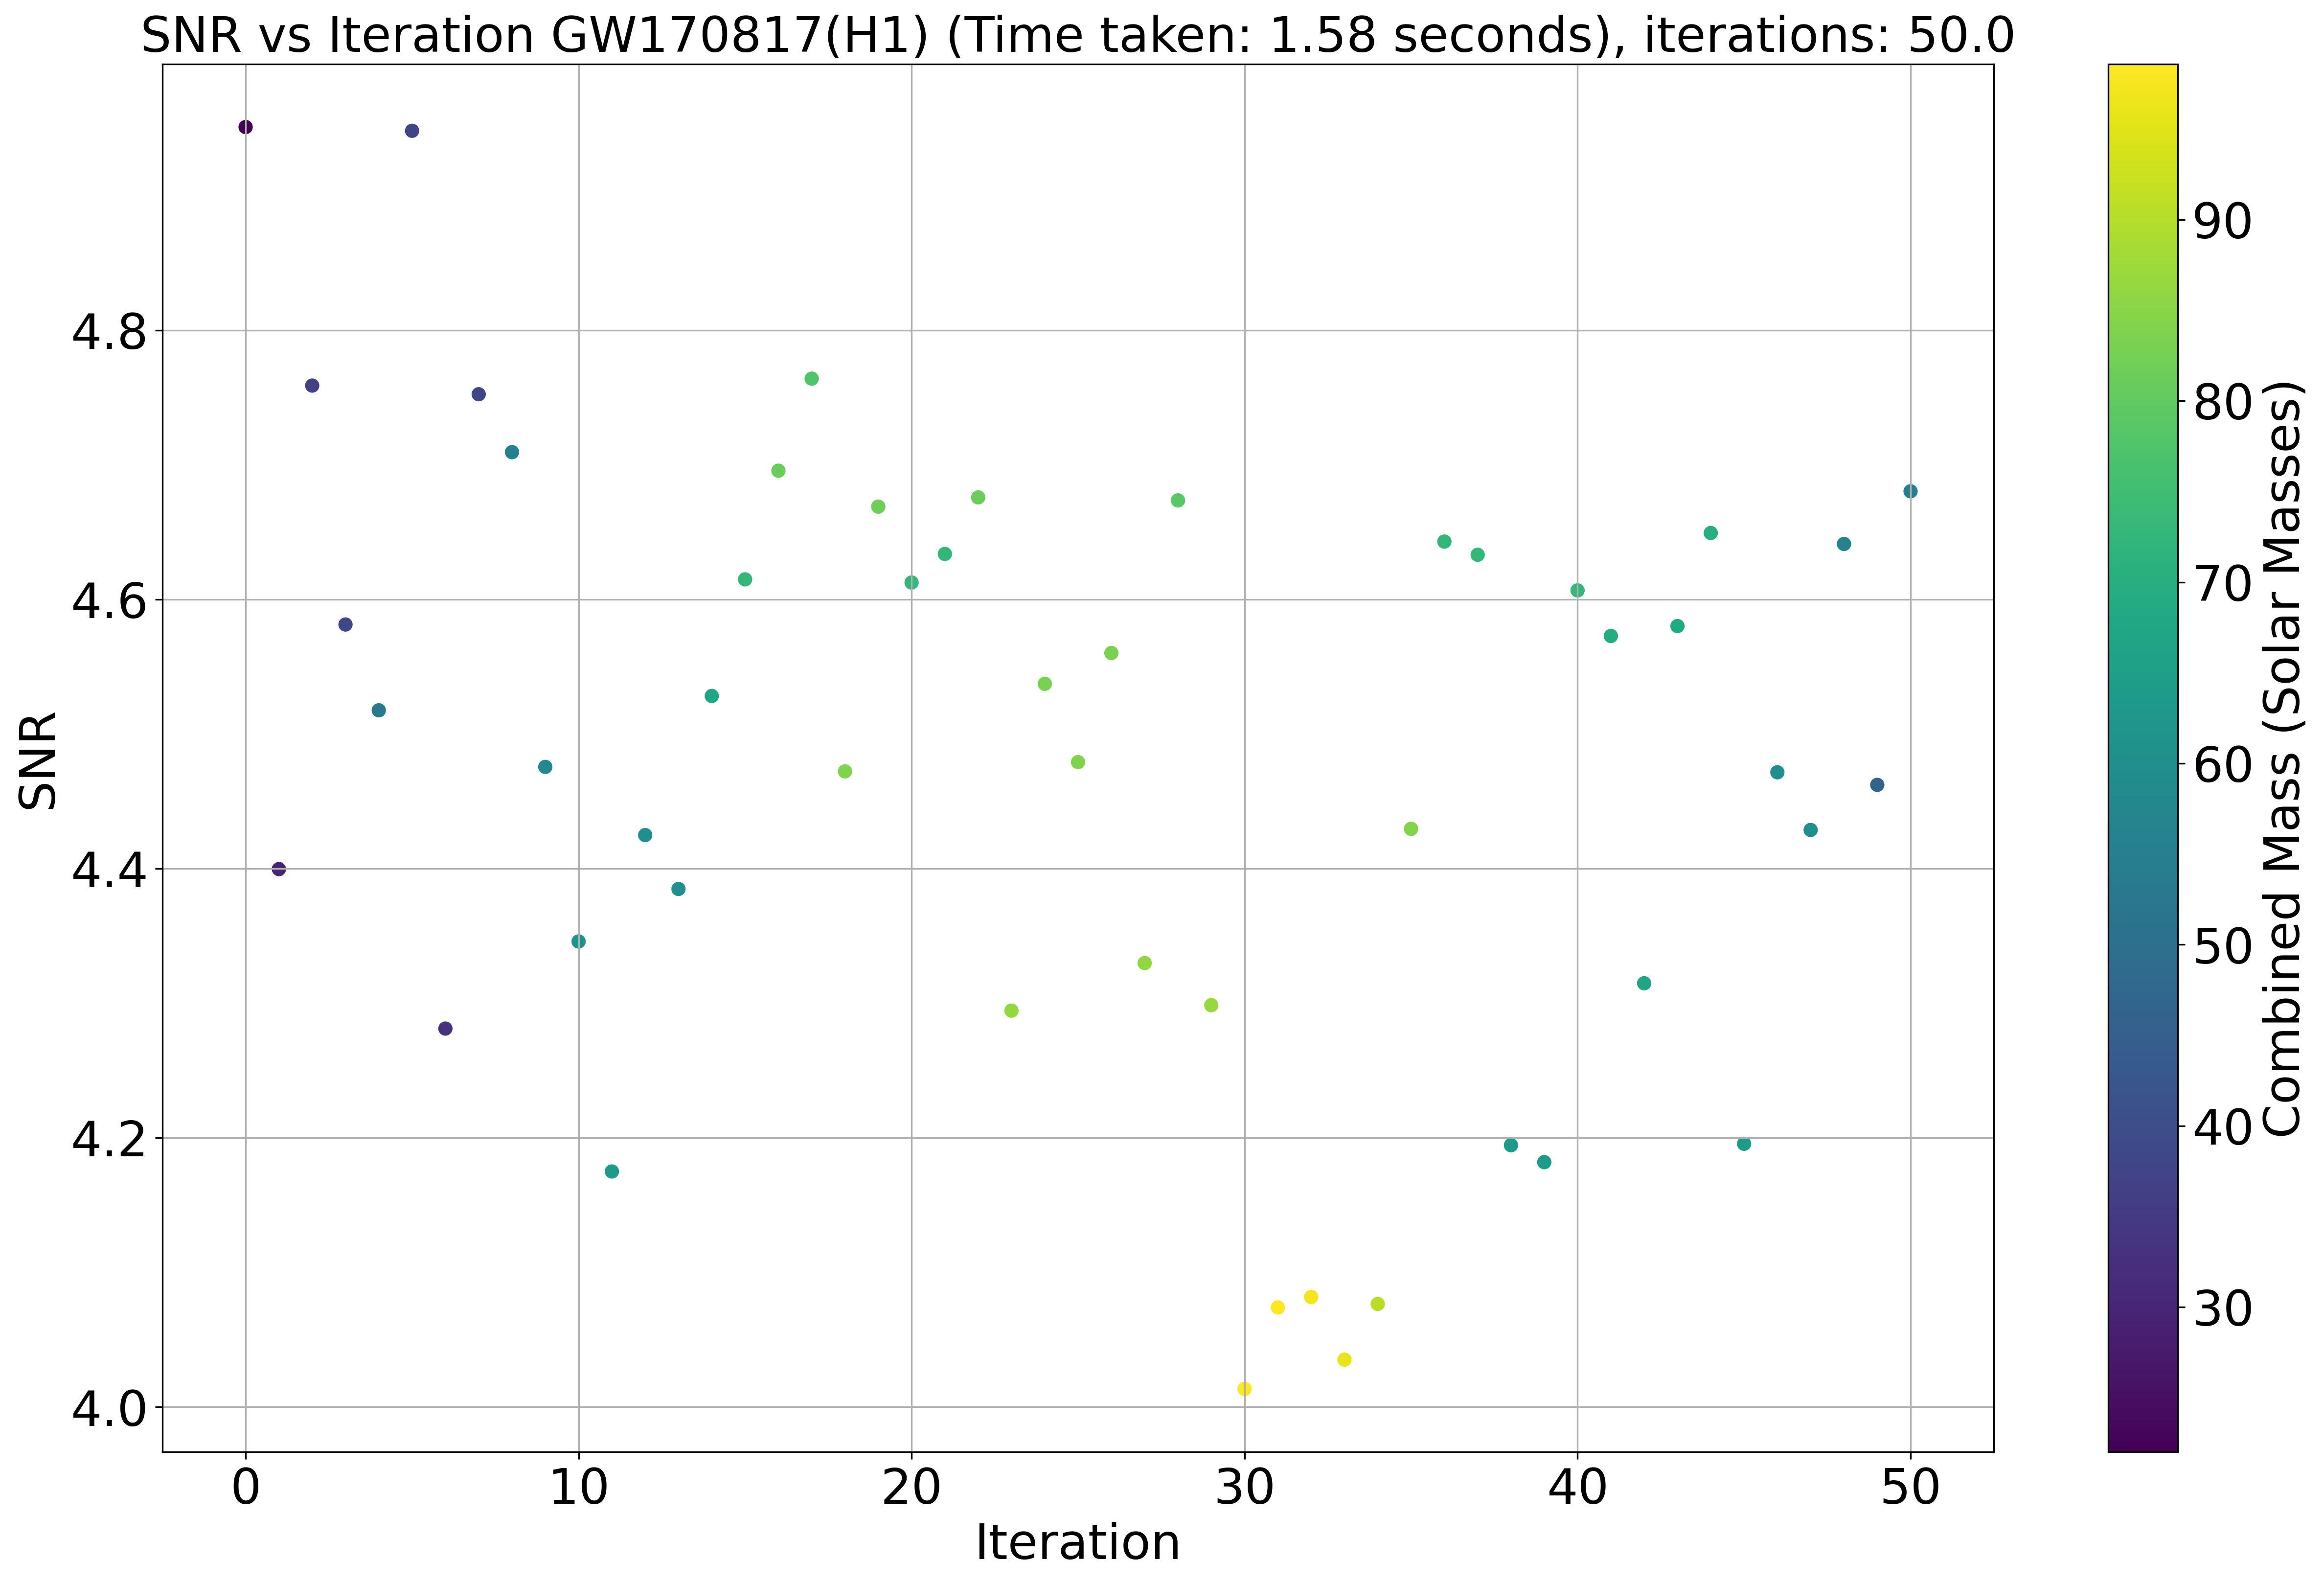 SNR vs Iteration GW170817(H1) (Time taken: 1.58 seconds), iterations: 50.0
SNR
4.8
4.6
4.4
4.2
4.0
0 10 20 30 40 50
Iteration
90
80
70
60
50
40
30
Combined Mass (Solar Masses)